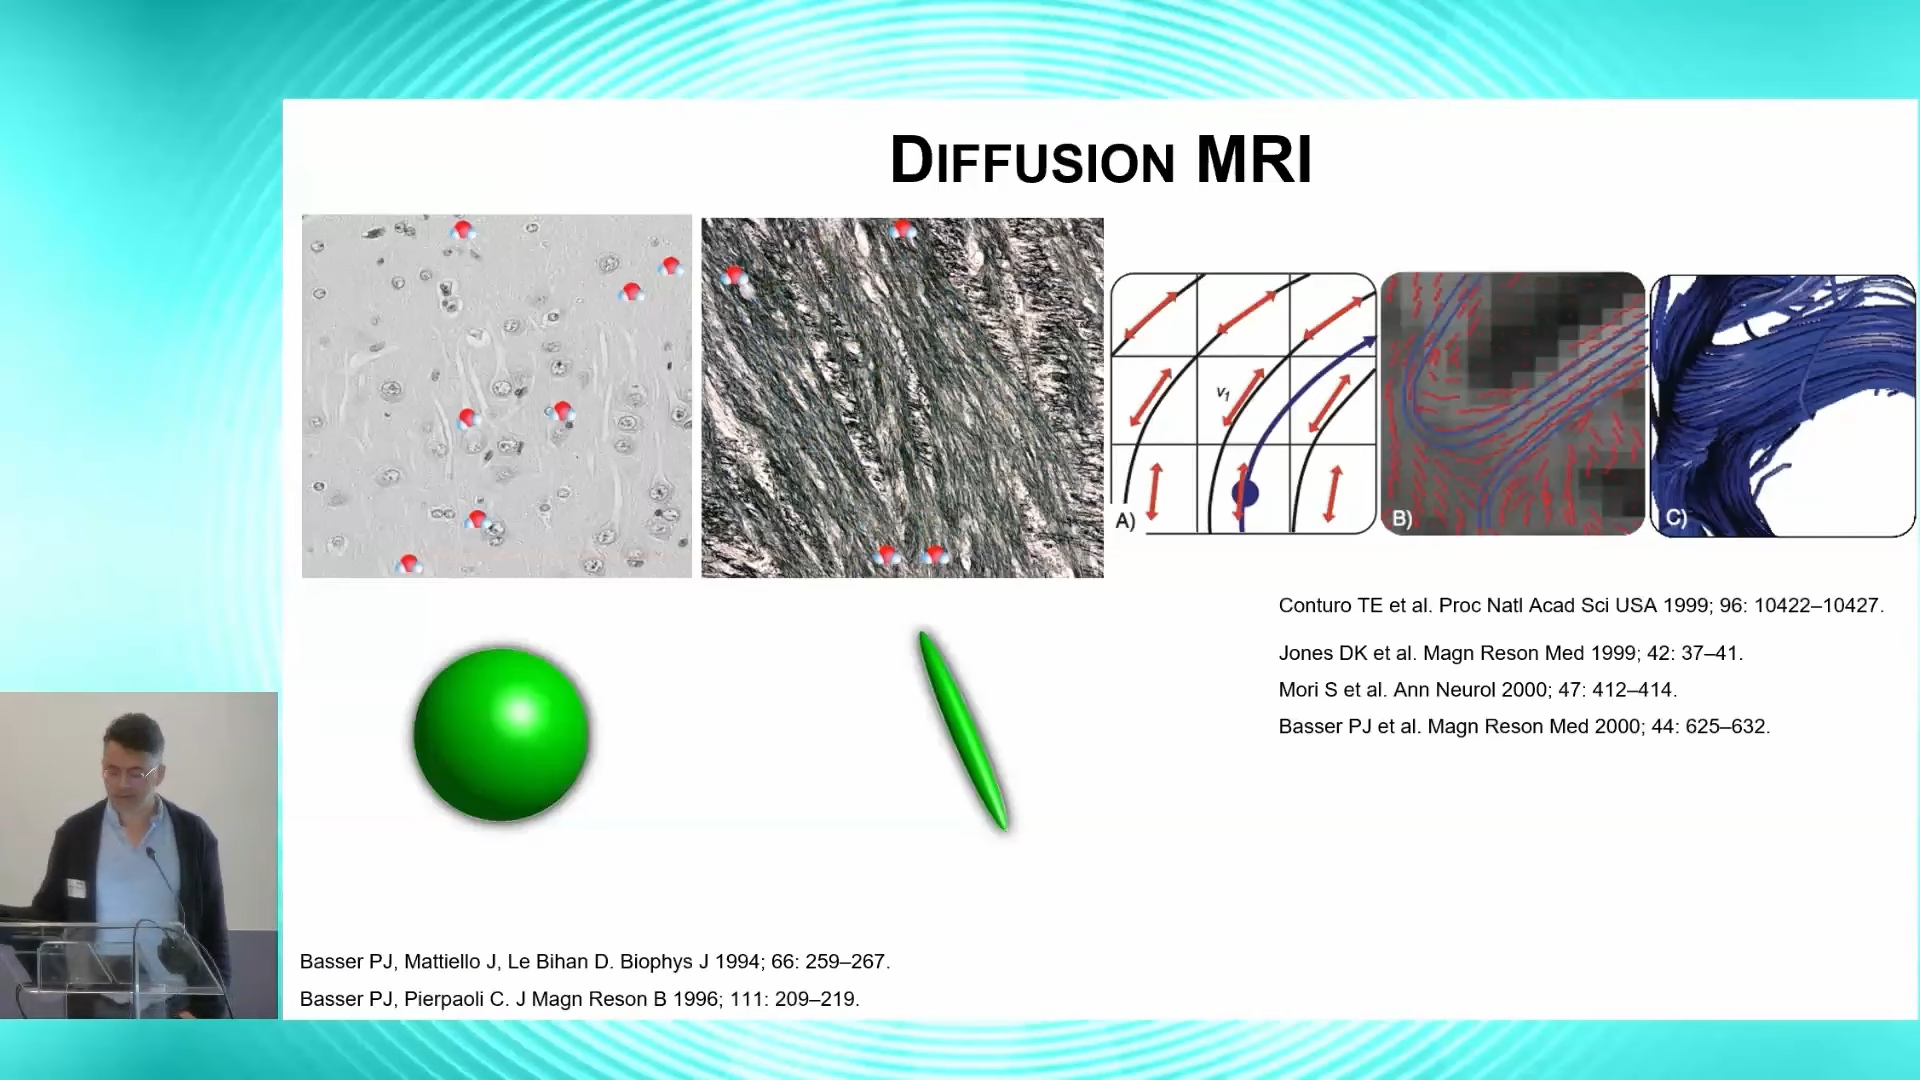 DIFFUSION MRI
v1
A)
B)
C)
Conturo TE et al. Proc Natl Acad Sci USA 1999; 96: 10422–10427.
Jones DK et al. Magn Reson Med 1999; 42: 37–41.
Mori S et al. Ann Neurol 2000; 47: 412–414.
Basser PJ et al. Magn Reson Med 2000; 44: 625–632.
Basser PJ, Mattiello J, Le Bihan D. Biophys J 1994; 66: 259–267.
Basser PJ, Pierpaoli C. J Magn Reson B 1996; 111: 209–219.